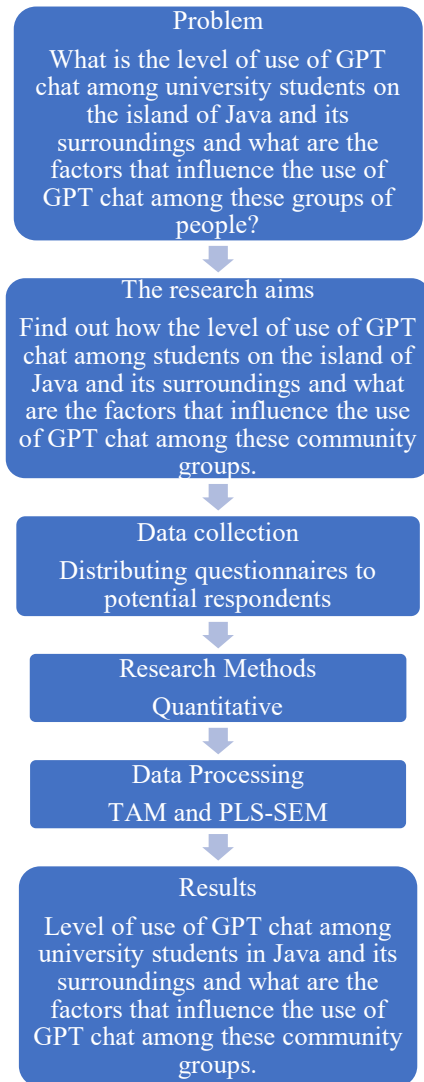 Problem
What is the level of use of GPT
chat among university students on
the island of Java and its
surroundings and what are the
factors that influence the use of
GPT chat among these groups of
people?
The research aims
Find out how the level of use of GPT
chat among students on the island of
Java and its surroundings and what
are the factors that influence the use
of GPT chat among these community
groups.
Data collection
Distributing questionnaires to
potential respondents
Research Methods
Quantitative
Data Processing
TAM and PLS-SEM
Results
Level of use of GPT chat among
university students in Java and its
surroundings and what are the
factors that influence the use of
GPT chat among these community
groups.